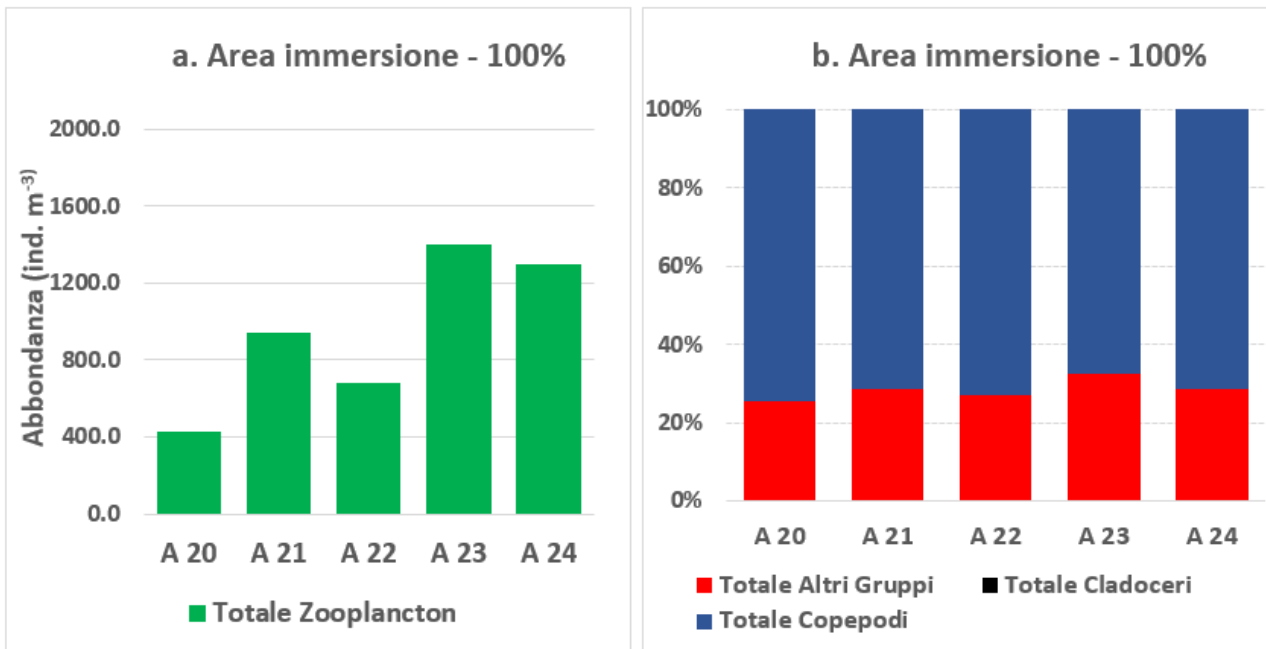 a. Area immersione - 100%
Abbondanza (ind. m⁻³)
2000.0
1600.0
1200.0
800.0
400.0
0.0
A 20 A 21 A 22 A 23 A 24
Totale Zooplancton
b. Area immersione - 100%
100%
80%
60%
40%
20%
0%
A 20 A 21 A 22 A 23 A 24
Totale Altri Gruppi Totale Cladoceri
Totale Copepodi